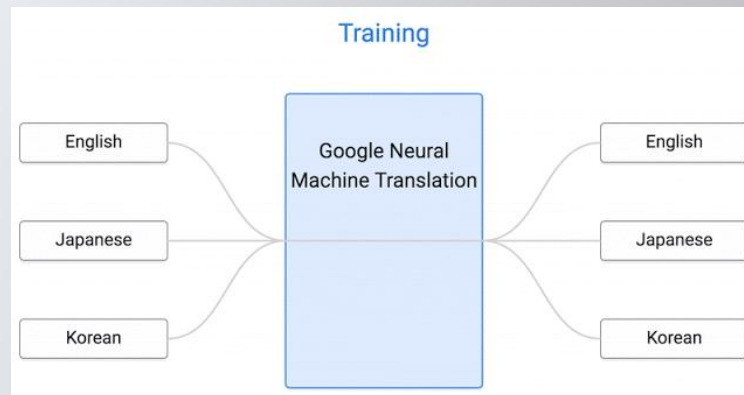 Training
English
Japanese
Korean
Google Neural
Machine Translation
English
Japanese
Korean